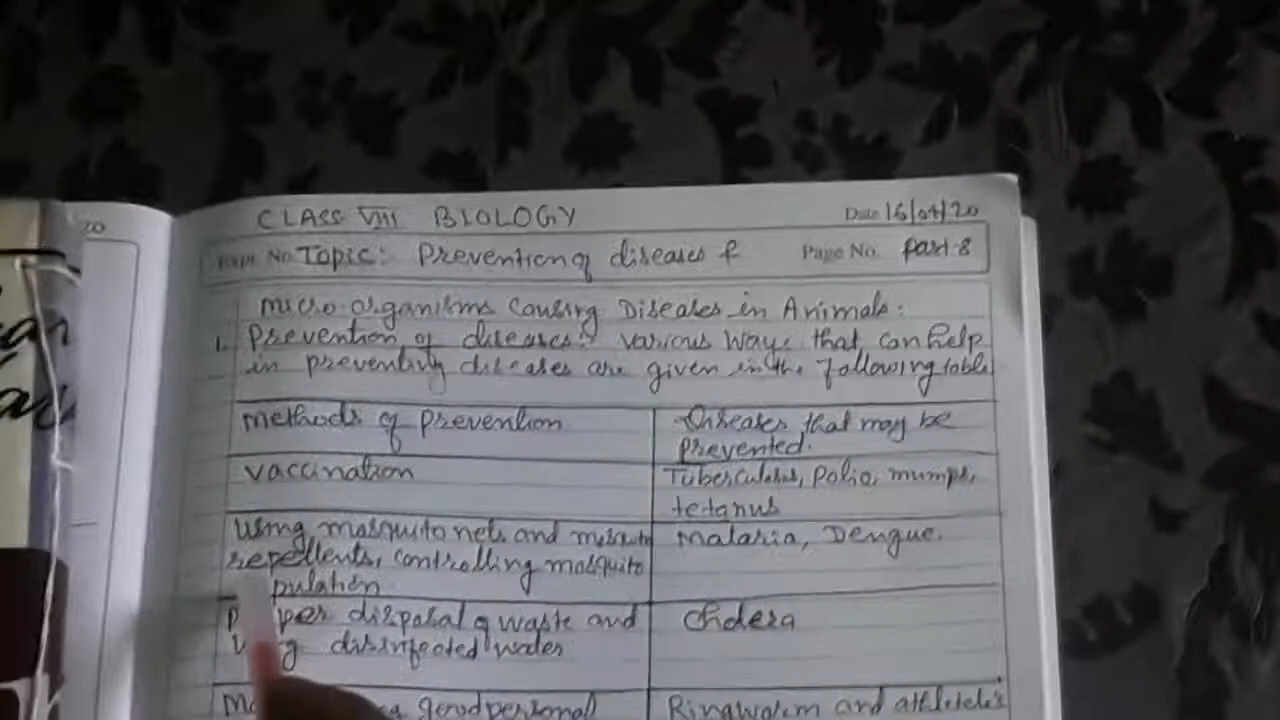 20
CLASS VIII BIOLOGY
Date 16/04/20
Topic: Prevention of diseases &
Page No. Part-8
micro-organisms causing Diseases in Animals:
1. Prevention of diseases: various ways that can help
in preventing diseases are given in the following table
methods of prevention
Diseases that may be
prevented.
vaccination
Tuberculosis, Polio, mumps,
tetanus
Using mosquito nets and
repellents, controlling mosquito
pulation
Malaria, Dengue.
disposal of waste and
disinfected water
Cholera
good personal
Ringworm and athlete's